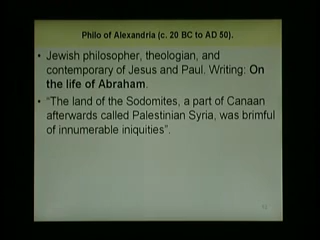 Philo of Alexandria (c. 20 BC to AD 50).
• Jewish philosopher, theologian, and
contemporary of Jesus and Paul. Writing: On
the life of Abraham.
• “The land of the Sodomites, a part of Canaan
afterwards called Palestinian Syria, was brimful
of innumerable iniquities”.